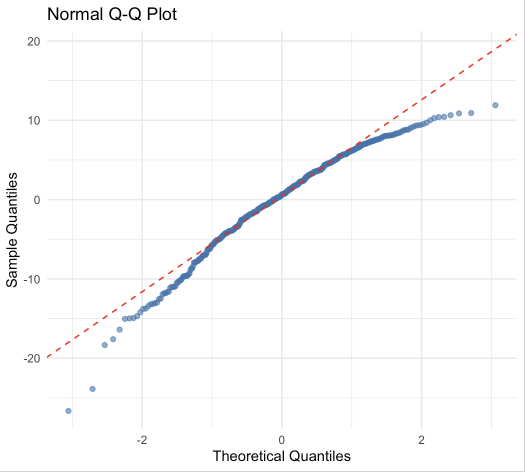 Normal Q-Q Plot
20
10
0
-10
-20
Sample Quantiles
-2 0 2
Theoretical Quantiles